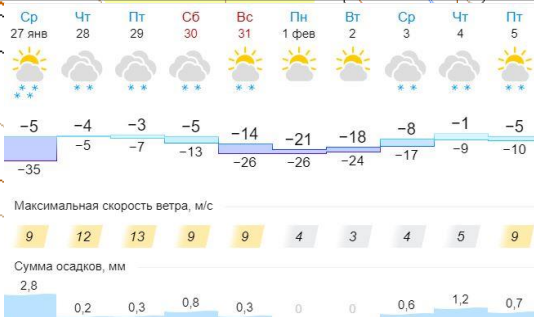 Ср Чт Пт Сб Вс Пн Вт Ср Чт Пт
27 янв 28 29 30 31 1 фев 2 3 4 5
−5 −4 −3 −5 −14 −21 −18 −8 −1 −5
−35 −5 −7 −13 −26 −26 −24 −17 −9 −10
Максимальная скорость ветра, м/с
9 12 13 9 9 4 3 4 5 9
Сумма осадков, мм
2,8 0,2 0,3 0,8 0,3 0 0 0,6 1,2 0,7